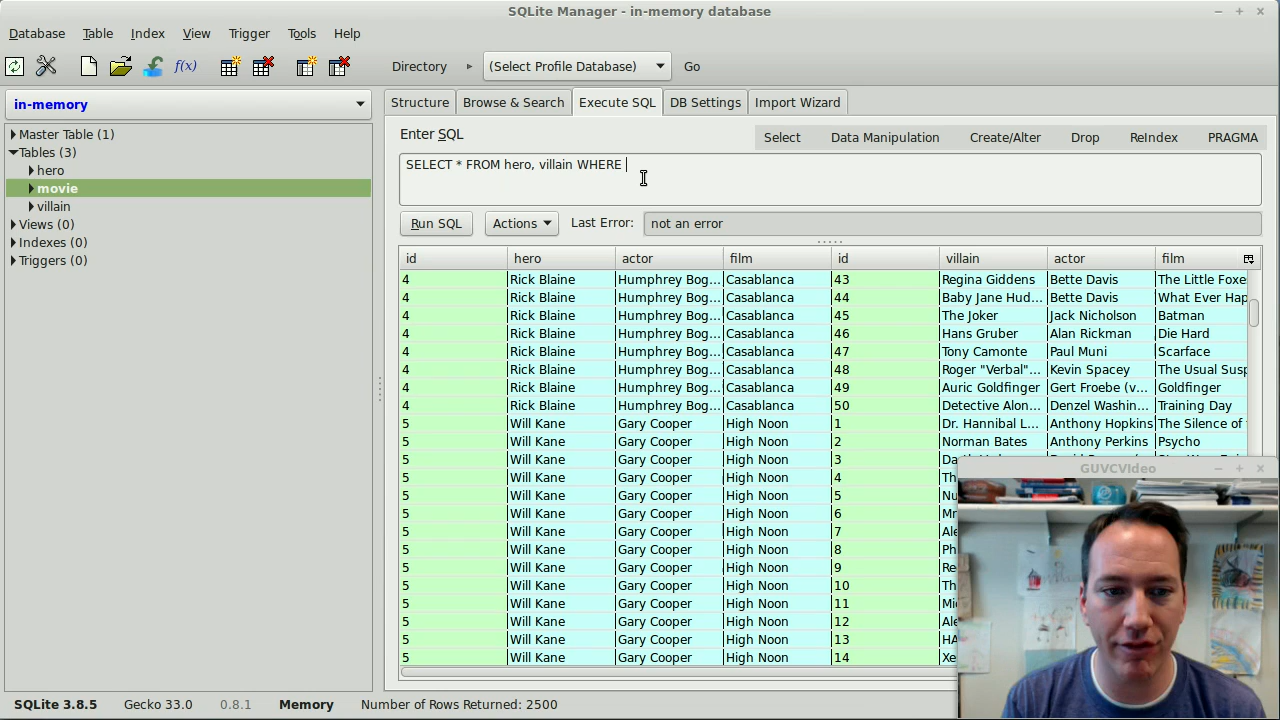 SQLite Manager - in-memory database
Database Table Index View Trigger Tools Help
f(x) Directory (Select Profile Database) Go
in-memory
Structure Browse & Search Execute SQL DB Settings Import Wizard
Master Table (1)
Tables (3)
hero
movie
villain
Views (0)
Indexes (0)
Triggers (0)
Enter SQL
Select Data Manipulation Create/Alter Drop ReIndex PRAGMA
SELECT * FROM hero, villain WHERE
Run SQL Actions Last Error: not an error
id hero actor film id villain actor film
4 Rick Blaine Humphrey Bog... Casablanca 43 Regina Giddens Bette Davis The Little Foxe
4 Rick Blaine Humphrey Bog... Casablanca 44 Baby Jane Hud... Bette Davis What Ever Hap
4 Rick Blaine Humphrey Bog... Casablanca 45 The Joker Jack Nicholson Batman
4 Rick Blaine Humphrey Bog... Casablanca 46 Hans Gruber Alan Rickman Die Hard
4 Rick Blaine Humphrey Bog... Casablanca 47 Tony Camonte Paul Muni Scarface
4 Rick Blaine Humphrey Bog... Casablanca 48 Roger "Verbal"... Kevin Spacey The Usual Susp
4 Rick Blaine Humphrey Bog... Casablanca 49 Auric Goldfinger Gert Froebe (v... Goldfinger
4 Rick Blaine Humphrey Bog... Casablanca 50 Detective Alon... Denzel Washin... Training Day
5 Will Kane Gary Cooper High Noon 1 Dr. Hannibal L... Anthony Hopkins The Silence of
5 Will Kane Gary Cooper High Noon 2 Norman Bates Anthony Perkins Psycho
5 Will Kane Gary Cooper High Noon 3
5 Will Kane Gary Cooper High Noon 4 Th
5 Will Kane Gary Cooper High Noon 5 Nu
5 Will Kane Gary Cooper High Noon 6 Mr
5 Will Kane Gary Cooper High Noon 7 Ale
5 Will Kane Gary Cooper High Noon 8 Ph
5 Will Kane Gary Cooper High Noon 9 Re
5 Will Kane Gary Cooper High Noon 10 Th
5 Will Kane Gary Cooper High Noon 11 Mi
5 Will Kane Gary Cooper High Noon 12 Ale
5 Will Kane Gary Cooper High Noon 13 HA
5 Will Kane Gary Cooper High Noon 14 Xe
GUVCVIdeo
SQLite 3.8.5 Gecko 33.0 0.8.1 Memory Number of Rows Returned: 2500